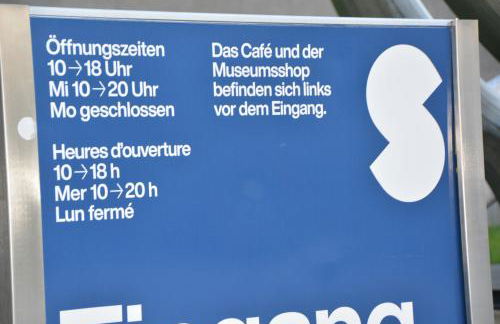 Öffnungszeiten
10→18 Uhr
Mi 10→20 Uhr
Mo geschlossen
Heures d'ouverture
10→18 h
Mer 10→20 h
Lun fermé
Das Café und der
Museumsshop
befinden sich links
vor dem Eingang.
S
Eingang